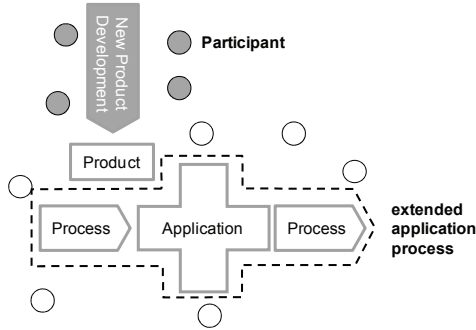 New Product
Development
Participant
Product
Process
Application
Process
extended
application
process